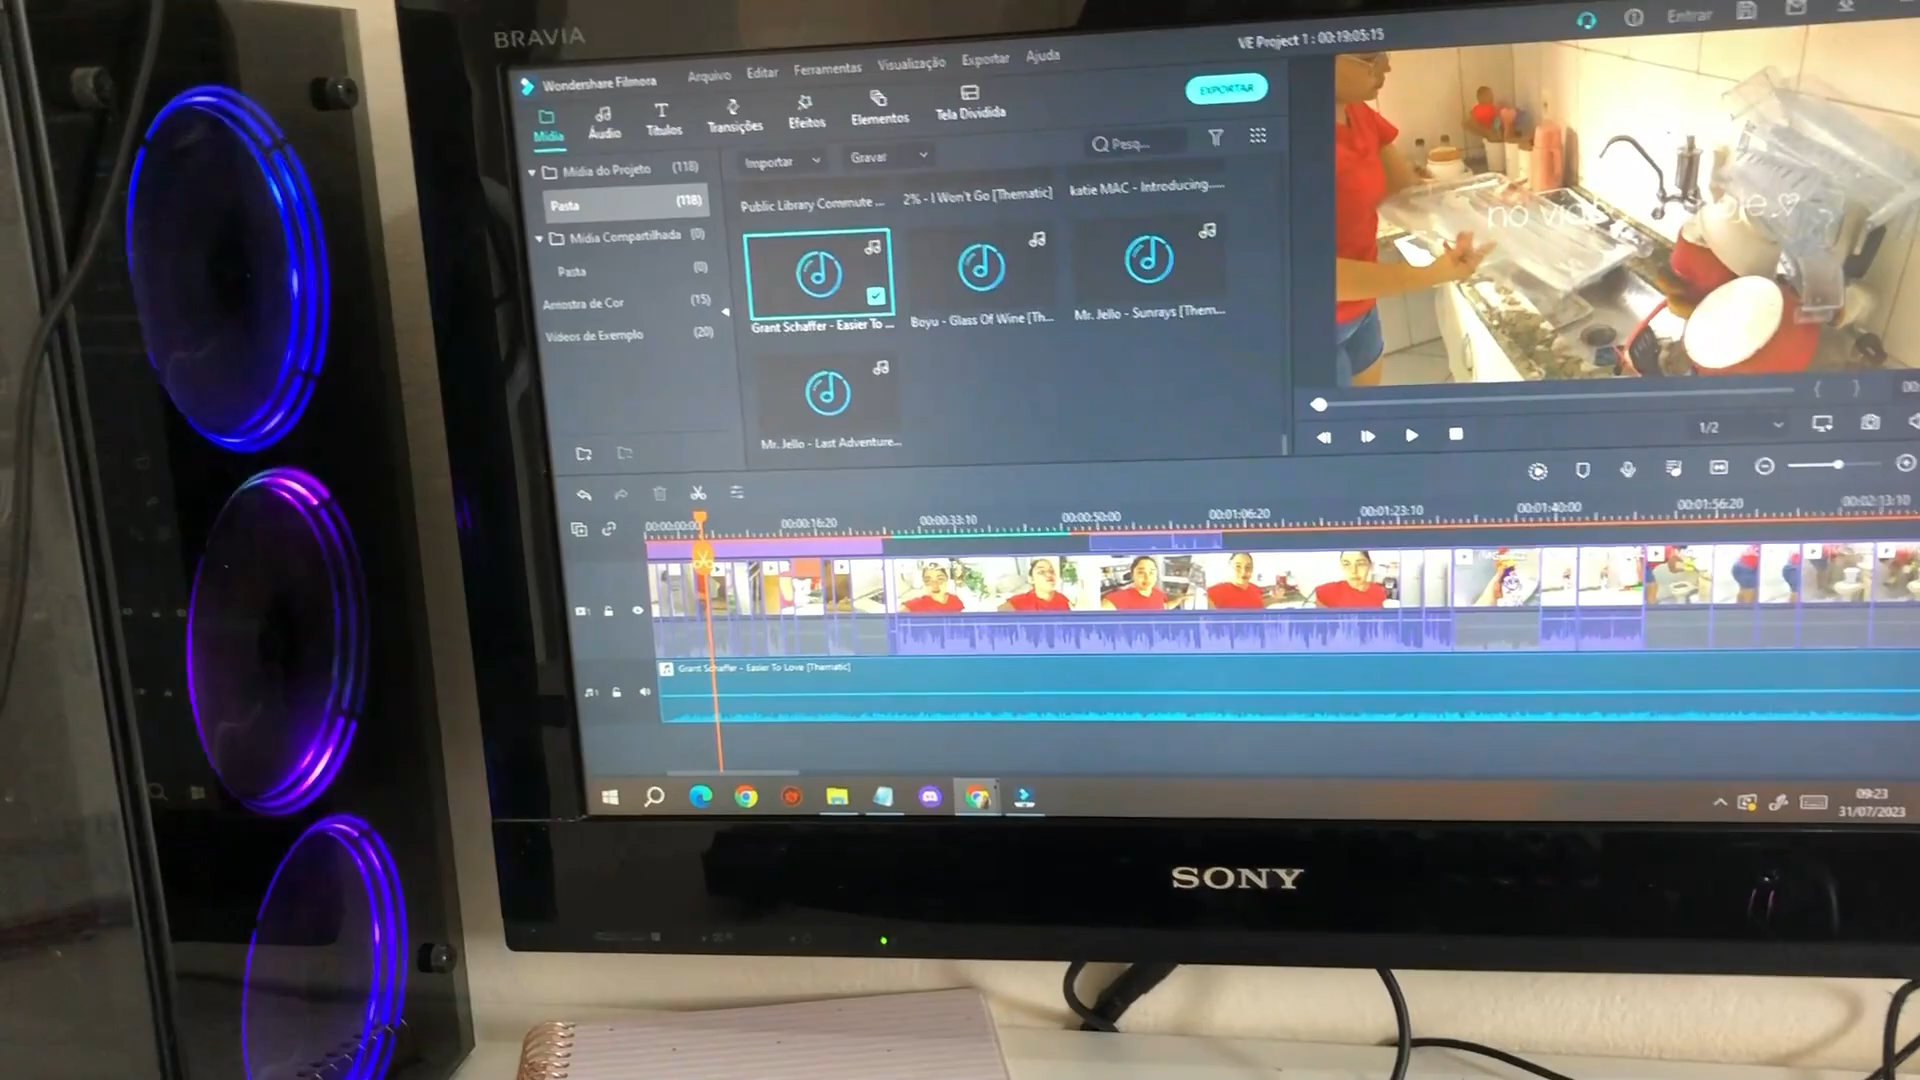 BRAVIA
Wondershare Filmora Arquivo Editar Ferramentas Visualização Exportar Ajuda
VE Project 1 : 00:19:05:15
Entrar
Mídia Áudio Títulos Transições Efeitos Elementos Tela Dividida
EXPORTAR
Mídia do Projeto (118)
Pasta (118)
Mídia Compartilhada (0)
Pasta (0)
Amostra de Cor (15)
Vídeos de Exemplo (20)
Importar Gravar Pesq...
Public Library Commute ... 2% - I Won't Go [Thematic] katie MAC - Introducing......
Grant Schaffer - Easier To ... Boyu - Glass Of Wine [Th... Mr. Jello - Sunrays [Them...
Mr. Jello - Last Adventure...
no
1/2
00:00:00:00 00:00:16:20 00:00:33:10 00:00:50:00 00:01:06:20 00:01:23:10 00:01:40:00 00:01:56:20 00:02:13:10
Grant Schaffer - Easier To Love [Thematic]
09:23
31/07/2023
SONY